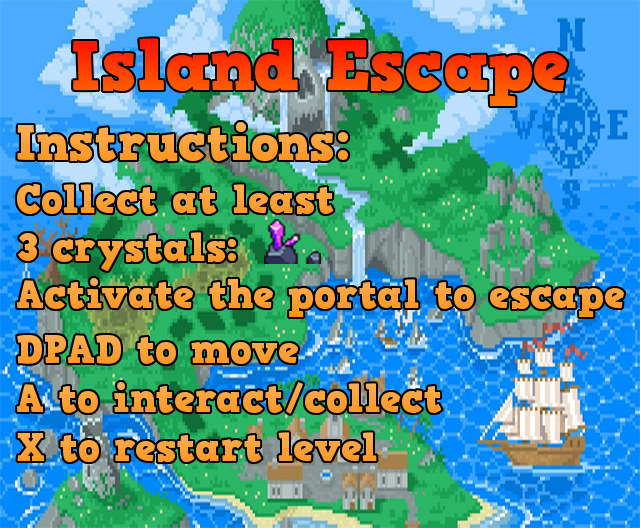 Island Escape
N
W E
S
Instructions:
Collect at least
3 crystals:
Activate the portal to escape
DPAD to move
A to interact/collect
X to restart level